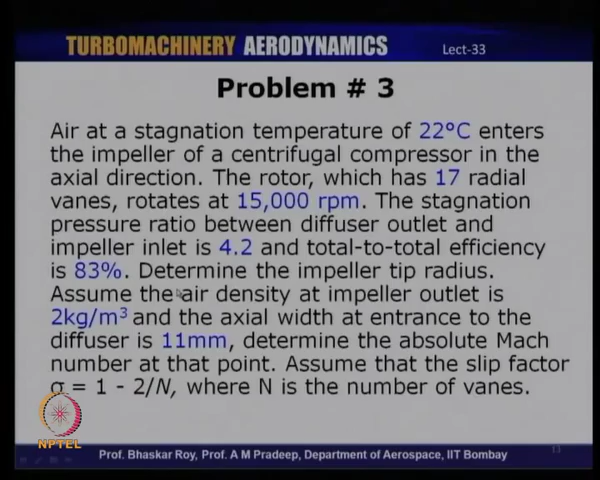 TURBOMACHINERY AERODYNAMICS
Lect-33
Problem # 3
Air at a stagnation temperature of 22°C enters
the impeller of a centrifugal compressor in the
axial direction. The rotor, which has 17 radial
vanes, rotates at 15,000 rpm. The stagnation
pressure ratio between diffuser outlet and
impeller inlet is 4.2 and total-to-total efficiency
is 83%. Determine the impeller tip radius.
Assume the air density at impeller outlet is
2kg/m³ and the axial width at entrance to the
diffuser is 11mm, determine the absolute Mach
number at that point. Assume that the slip factor
σ = 1 - 2/N, where N is the number of vanes.
NPTEL
Prof. Bhaskar Roy, Prof. A M Pradeep, Department of Aerospace, IIT Bombay
13